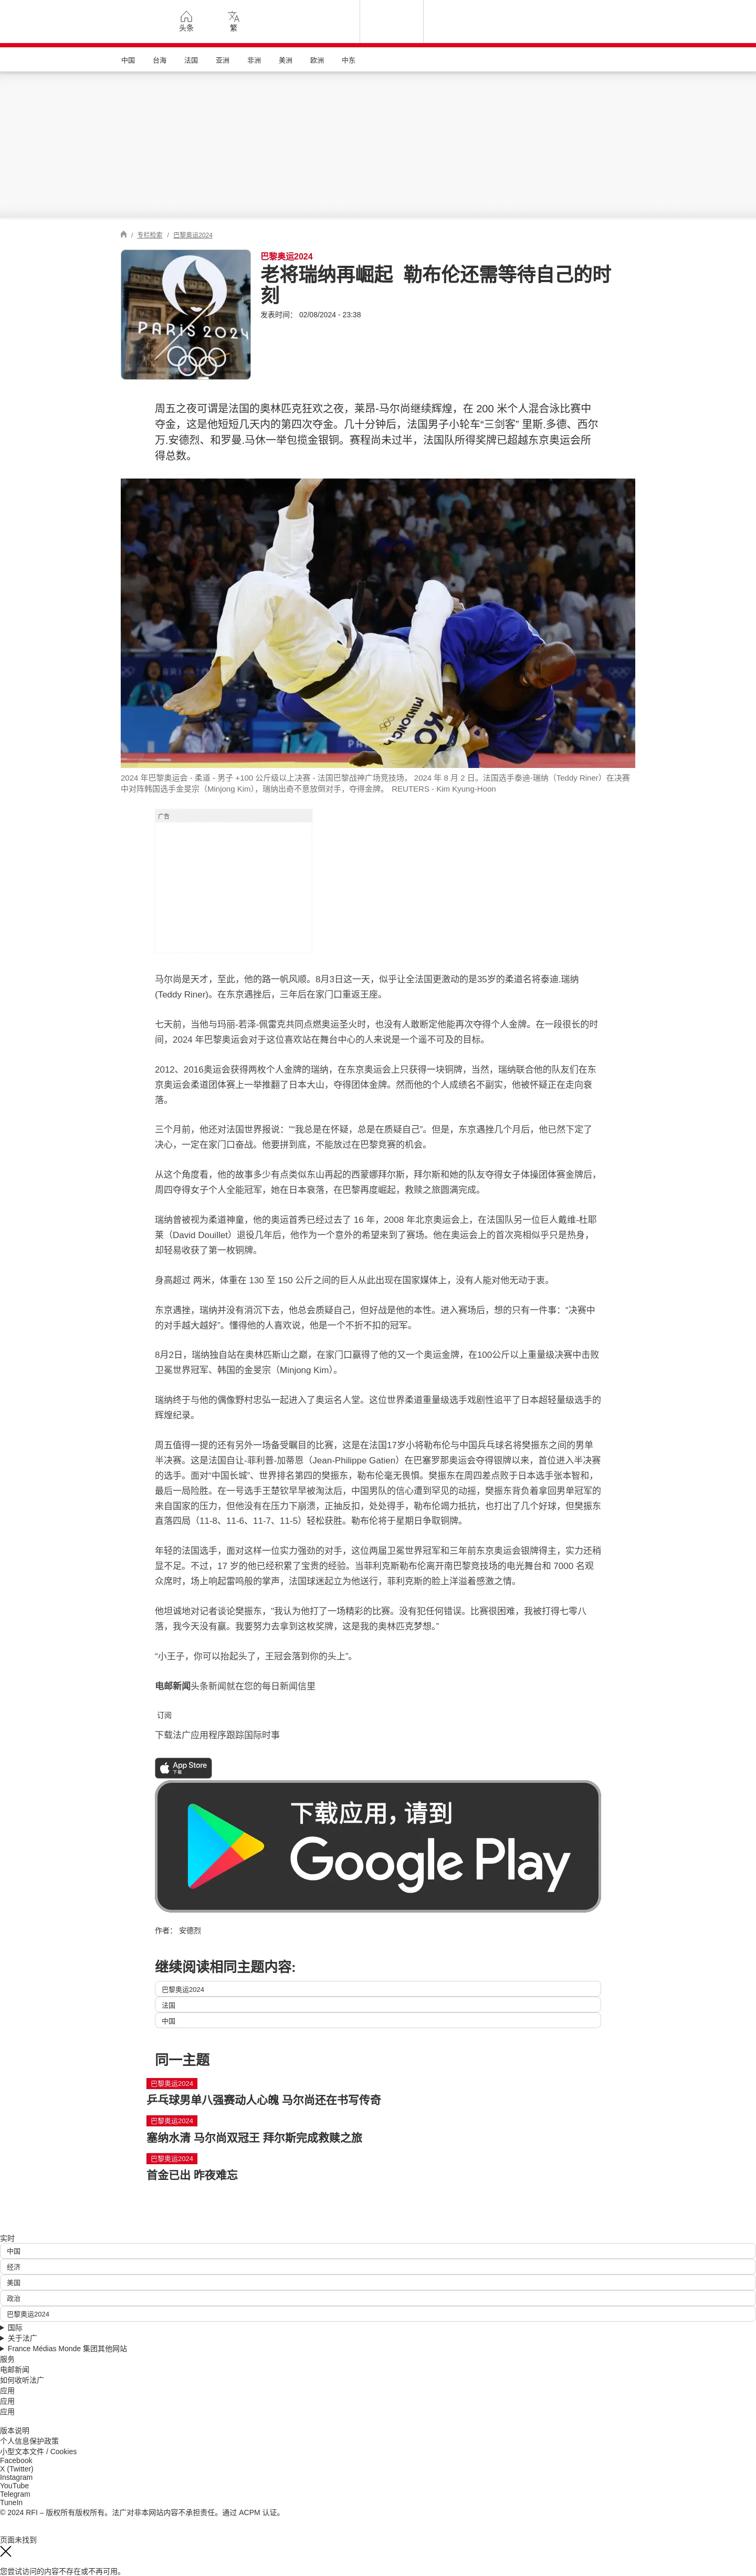 头条
繁
中国
台海
法国
亚洲
非洲
美洲
欧洲
中东
/ 专栏检索 / 巴黎奥运2024
PARIS 2024
巴黎奥运2024
老将瑞纳再崛起 勒布伦还需等待自己的时
刻
发表时间： 02/08/2024 - 23:38
周五之夜可谓是法国的奥林匹克狂欢之夜，莱昂-马尔尚继续辉煌，在 200 米个人混合泳比赛中
夺金，这是他短短几天内的第四次夺金。几十分钟后，法国男子小轮车“三剑客” 里斯.多德、西尔
万.安德烈、和罗曼.马休一举包揽金银铜。赛程尚未过半，法国队所得奖牌已超越东京奥运会所
得总数。
2024 年巴黎奥运会 - 柔道 - 男子 +100 公斤级以上决赛 - 法国巴黎战神广场竞技场， 2024 年 8 月 2 日。法国选手泰迪-瑞纳（Teddy Riner）在决赛
中对阵韩国选手金旻宗（Minjong Kim），瑞纳出奇不意放倒对手，夺得金牌。 REUTERS - Kim Kyung-Hoon
广告
马尔尚是天才，至此，他的路一帆风顺。8月3日这一天，似乎让全法国更激动的是35岁的柔道名将泰迪.瑞纳
(Teddy Riner)。在东京遇挫后，三年后在家门口重返王座。
七天前，当他与玛丽-若泽-佩雷克共同点燃奥运圣火时，也没有人敢断定他能再次夺得个人金牌。在一段很长的时
间，2024 年巴黎奥运会对于这位喜欢站在舞台中心的人来说是一个遥不可及的目标。
2012、2016奥运会获得两枚个人金牌的瑞纳，在东京奥运会上只获得一块铜牌，当然，瑞纳联合他的队友们在东
京奥运会柔道团体赛上一举推翻了日本大山，夺得团体金牌。然而他的个人成绩名不副实，他被怀疑正在走向衰
落。
三个月前，他还对法国世界报说：”“我总是在怀疑，总是在质疑自己”。但是，东京遇挫几个月后，他已然下定了
决心，一定在家门口奋战。他要拼到底，不能放过在巴黎竞赛的机会。
从这个角度看，他的故事多少有点类似东山再起的西蒙娜拜尔斯，拜尔斯和她的队友夺得女子体操团体赛金牌后，
周四夺得女子个人全能冠军，她在日本衰落，在巴黎再度崛起，救赎之旅圆满完成。
瑞纳曾被视为柔道神童，他的奥运首秀已经过去了 16 年，2008 年北京奥运会上，在法国队另一位巨人戴维-杜耶
莱（David Douillet）退役几年后，他作为一个意外的希望来到了赛场。他在奥运会上的首次亮相似乎只是热身，
却轻易收获了第一枚铜牌。
身高超过 两米，体重在 130 至 150 公斤之间的巨人从此出现在国家媒体上，没有人能对他无动于衷。
东京遇挫，瑞纳并没有消沉下去，他总会质疑自己，但好战是他的本性。进入赛场后，想的只有一件事：“决赛中
的对手越大越好”。懂得他的人喜欢说，他是一个不折不扣的冠军。
8月2日，瑞纳独自站在奥林匹斯山之巅，在家门口赢得了他的又一个奥运金牌，在100公斤以上重量级决赛中击败
卫冕世界冠军、韩国的金旻宗（Minjong Kim）。
瑞纳终于与他的偶像野村忠弘一起进入了奥运名人堂。这位世界柔道重量级选手戏剧性追平了日本超轻量级选手的
辉煌纪录。
周五值得一提的还有另外一场备受瞩目的比赛，这是在法国17岁小将勒布伦与中国乒乓球名将樊振东之间的男单
半决赛。这是法国自让-菲利普-加蒂恩（Jean-Philippe Gatien）在巴塞罗那奥运会夺得银牌以来，首位进入半决赛
的选手。面对“中国长城”、世界排名第四的樊振东，勒布伦毫无畏惧。樊振东在周四差点败于日本选手张本智和，
最后一局险胜。在一号选手王楚钦早早被淘汰后，中国男队的信心遭到罕见的动摇，樊振东背负着拿回男单冠军的
来自国家的压力，但他没有在压力下崩溃，正抽反扣，处处得手，勒布伦竭力抵抗，也打出了几个好球，但樊振东
直落四局（11-8、11-6、11-7、11-5）轻松获胜。勒布伦将于星期日争取铜牌。
年轻的法国选手，面对这样一位实力强劲的对手，这位两届卫冕世界冠军和三年前东京奥运会银牌得主，实力还稍
显不足。不过，17 岁的他已经积累了宝贵的经验。当菲利克斯勒布伦离开南巴黎竞技场的电光舞台和 7000 名观
众席时，场上响起雷鸣般的掌声，法国球迷起立为他送行，菲利克斯的脸上洋溢着感激之情。
他坦诚地对记者谈论樊振东，"我认为他打了一场精彩的比赛。没有犯任何错误。比赛很困难，我被打得七零八
落，我今天没有赢。我要努力去拿到这枚奖牌，这是我的奥林匹克梦想。”
“小王子，你可以抬起头了，王冠会落到你的头上”。
电邮新闻头条新闻就在您的每日新闻信里
订阅
下载法广应用程序跟踪国际时事
App Store
下载
下载应用，请到
Google Play
作者： 安德烈
继续阅读相同主题内容:
巴黎奥运2024
法国
中国
同一主题
巴黎奥运2024
乒乓球男单八强赛动人心魄 马尔尚还在书写传奇
巴黎奥运2024
塞纳水清 马尔尚双冠王 拜尔斯完成救赎之旅
巴黎奥运2024
首金已出 昨夜难忘
实时
中国
经济
美国
政治
巴黎奥运2024
国际
关于法广
France Médias Monde 集团其他网站
服务
电邮新闻
如何收听法广
应用
应用
应用
版本说明
个人信息保护政策
小型文本文件 / Cookies
Facebook
X (Twitter)
Instagram
YouTube
Telegram
TuneIn
© 2024 RFI – 版权所有版权所有。法广对非本网站内容不承担责任。通过 ACPM 认证。
页面未找到
您尝试访问的内容不存在或不再可用。